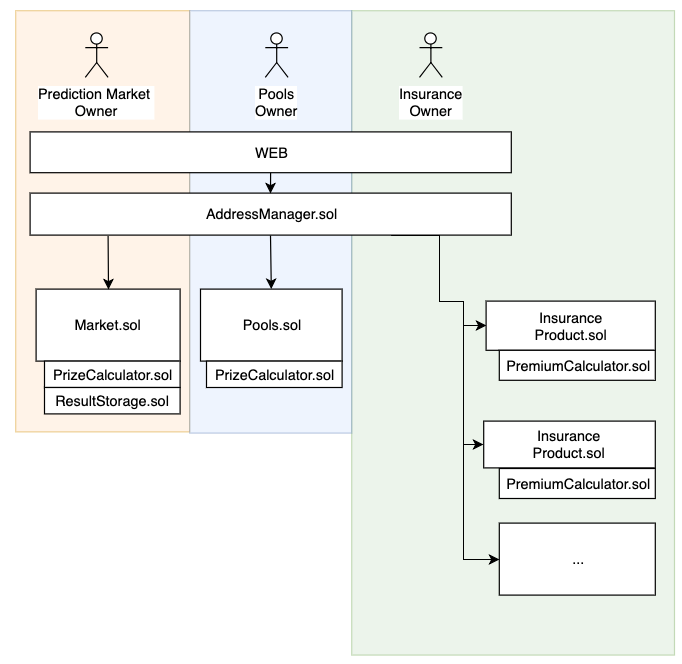 Prediction Market
Owner
Pools
Owner
Insurance
Owner
WEB
AddressManager.sol
Market.sol
PrizeCalculator.sol
ResultStorage.sol
Pools.sol
PrizeCalculator.sol
Insurance
Product.sol
PremiumCalculator.sol
Insurance
Product.sol
PremiumCalculator.sol
...